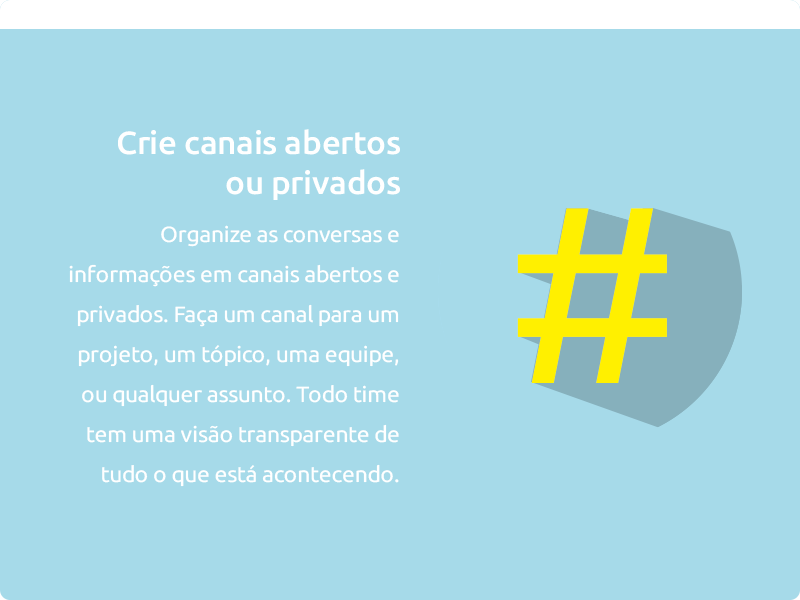 Crie canais abertos
ou privados
Organize as conversas e
informações em canais abertos e
privados. Faça um canal para um
projeto, um tópico, uma equipe,
ou qualquer assunto. Todo time
tem uma visão transparente de
tudo o que está acontecendo.
#